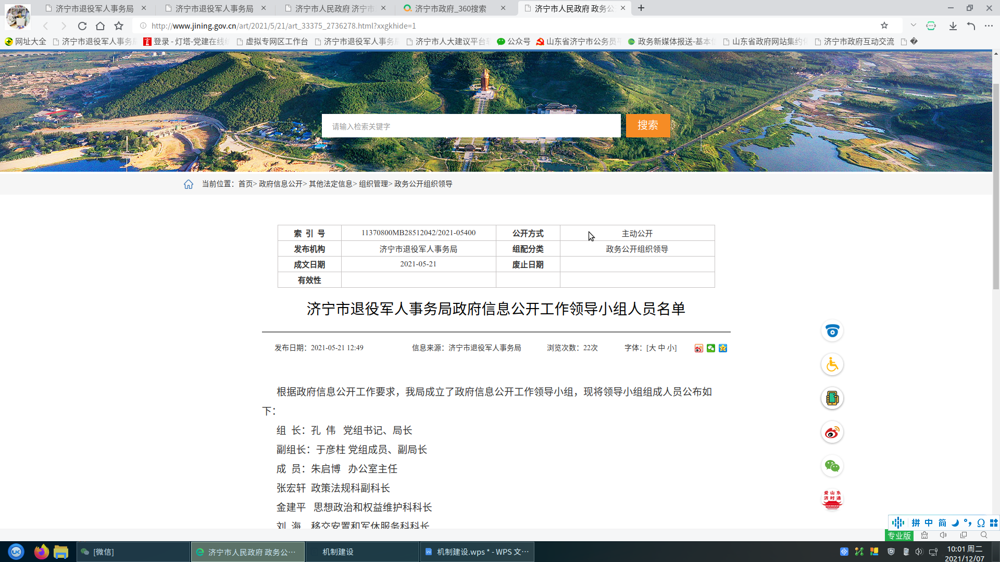 济宁市退役军人事务局
济宁市退役军人事务局
济宁市人民政府 济宁市
济宁市政府_360搜索
济宁市人民政府 政务公
http://www.jining.gov.cn/art/2021/5/21/art_33375_2736278.html?xxgkhide=1
网址大全 济宁市退役军人事务局 登录 - 灯塔-党建在线 虚拟专网区工作台 济宁市退役军人事务局 济宁市人大建议平台 公众号 山东省济宁市公务员平 政务新媒体报送-基本信 山东省政府网站集约化 济宁市政府互动交流
请输入检索关键字 搜索
当前位置：首页> 政府信息公开> 其他法定信息> 组织管理> 政务公开组织领导
索 引 号 11370800MB28512042/2021-05400 公开方式 主动公开
发布机构 济宁市退役军人事务局 组配分类 政务公开组织领导
成文日期 2021-05-21 废止日期
有效性
济宁市退役军人事务局政府信息公开工作领导小组人员名单
发布日期：2021-05-21 12:49 信息来源：济宁市退役军人事务局 浏览次数：22次 字体：[大 中 小]
根据政府信息公开工作要求，我局成立了政府信息公开工作领导小组，现将领导小组组成人员公布如
下：
组 长：孔 伟 党组书记、局长
副组长：于彦柱 党组成员、副局长
成 员：朱启博 办公室主任
张宏轩 政策法规科副科长
金建平 思想政治和权益维护科科长
刘 海 移交安置和军休服务科科长
爱山东
济时通
拼 中 简
专业版
UK
[微信]
济宁市人民政府 政务公…
机制建设
机制建设.wps * - WPS 文…
10:01 周二
2021/12/07